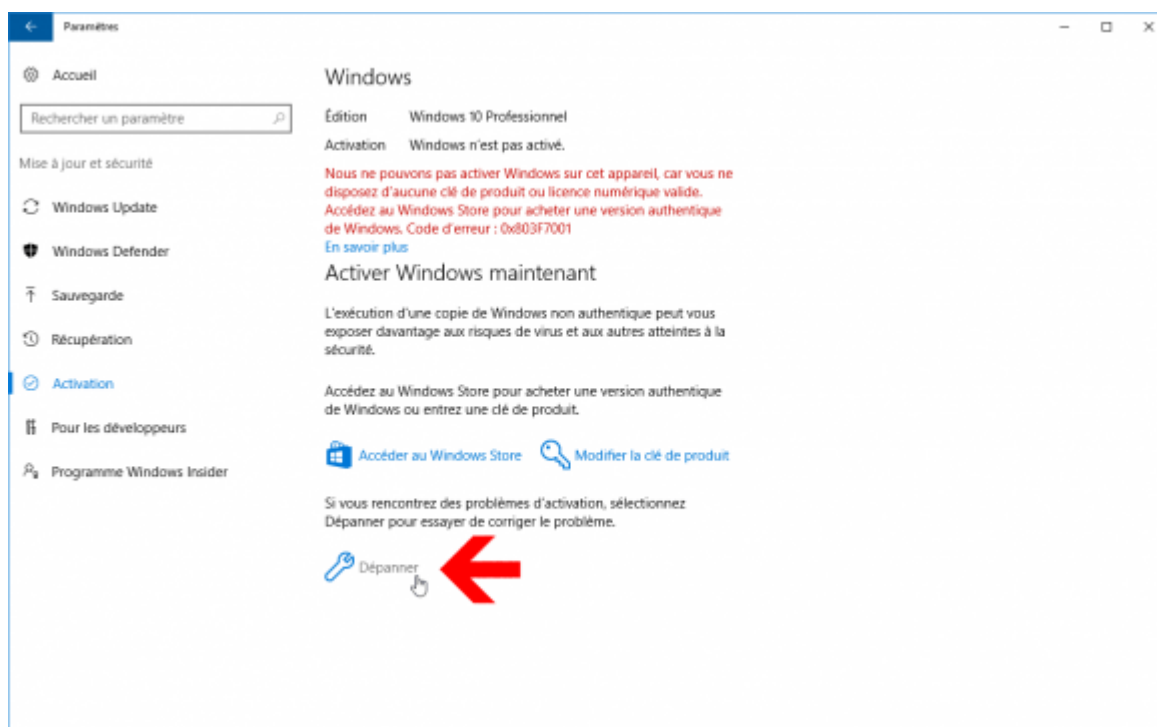 Paramètres
Accueil
Rechercher un paramètre
Mise à jour et sécurité
Windows Update
Windows Defender
Sauvegarde
Récupération
Activation
Pour les développeurs
Programme Windows Insider
Windows
Édition Windows 10 Professionnel
Activation Windows n'est pas activé.
Nous ne pouvons pas activer Windows sur cet appareil, car vous ne
disposez d'aucune clé de produit ou licence numérique valide.
Accédez au Windows Store pour acheter une version authentique
de Windows. Code d'erreur : 0x803F7001
En savoir plus
Activer Windows maintenant
L'exécution d'une copie de Windows non authentique peut vous
exposer davantage aux risques de virus et aux autres atteintes à la
sécurité.
Accédez au Windows Store pour acheter une version authentique
de Windows ou entrez une clé de produit.
Accéder au Windows Store Modifier la clé de produit
Si vous rencontrez des problèmes d'activation, sélectionnez
Dépanner pour essayer de corriger le problème.
Dépanner